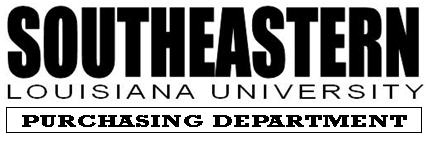 SOUTHEASTERN
LOUISIANA UNIVERSITY
PURCHASING DEPARTMENT